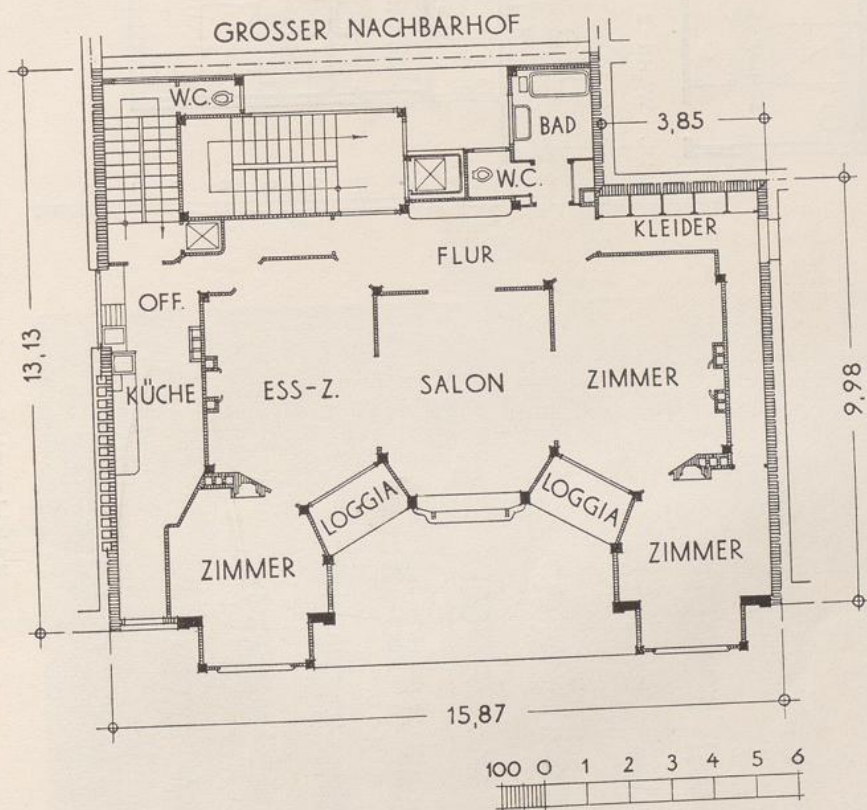 GROSSER NACHBARHOF
W.C.
BAD
3,85
W.C.
KLEIDER
FLUR
OFF.
13,13
KÜCHE
ESS-Z.
SALON
ZIMMER
9,98
LOGGIA
LOGGIA
ZIMMER
ZIMMER
15,87
100 0 1 2 3 4 5 6